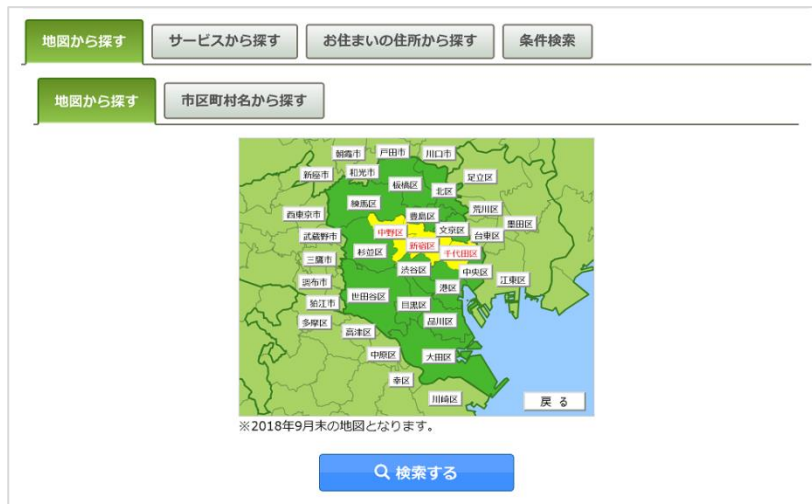 地図から探す サービスから探す お住まいの住所から探す 条件検索
地図から探す 市区町村名から探す
朝霞市 戸田市 川口市
新座市 和光市 板橋区 北区 足立区
練馬区 荒川区
西東京市 豊島区 墨田区
武蔵野市 中野区 文京区 台東区
三鷹市 杉並区 新宿区 千代田区
渋谷区 中央区 江東区
調布市 世田谷区 港区
狛江市 目黒区
多摩区 高津区 品川区
中原区 大田区
幸区
川崎区 戻る
※2018年9月末の地図となります。
検索する